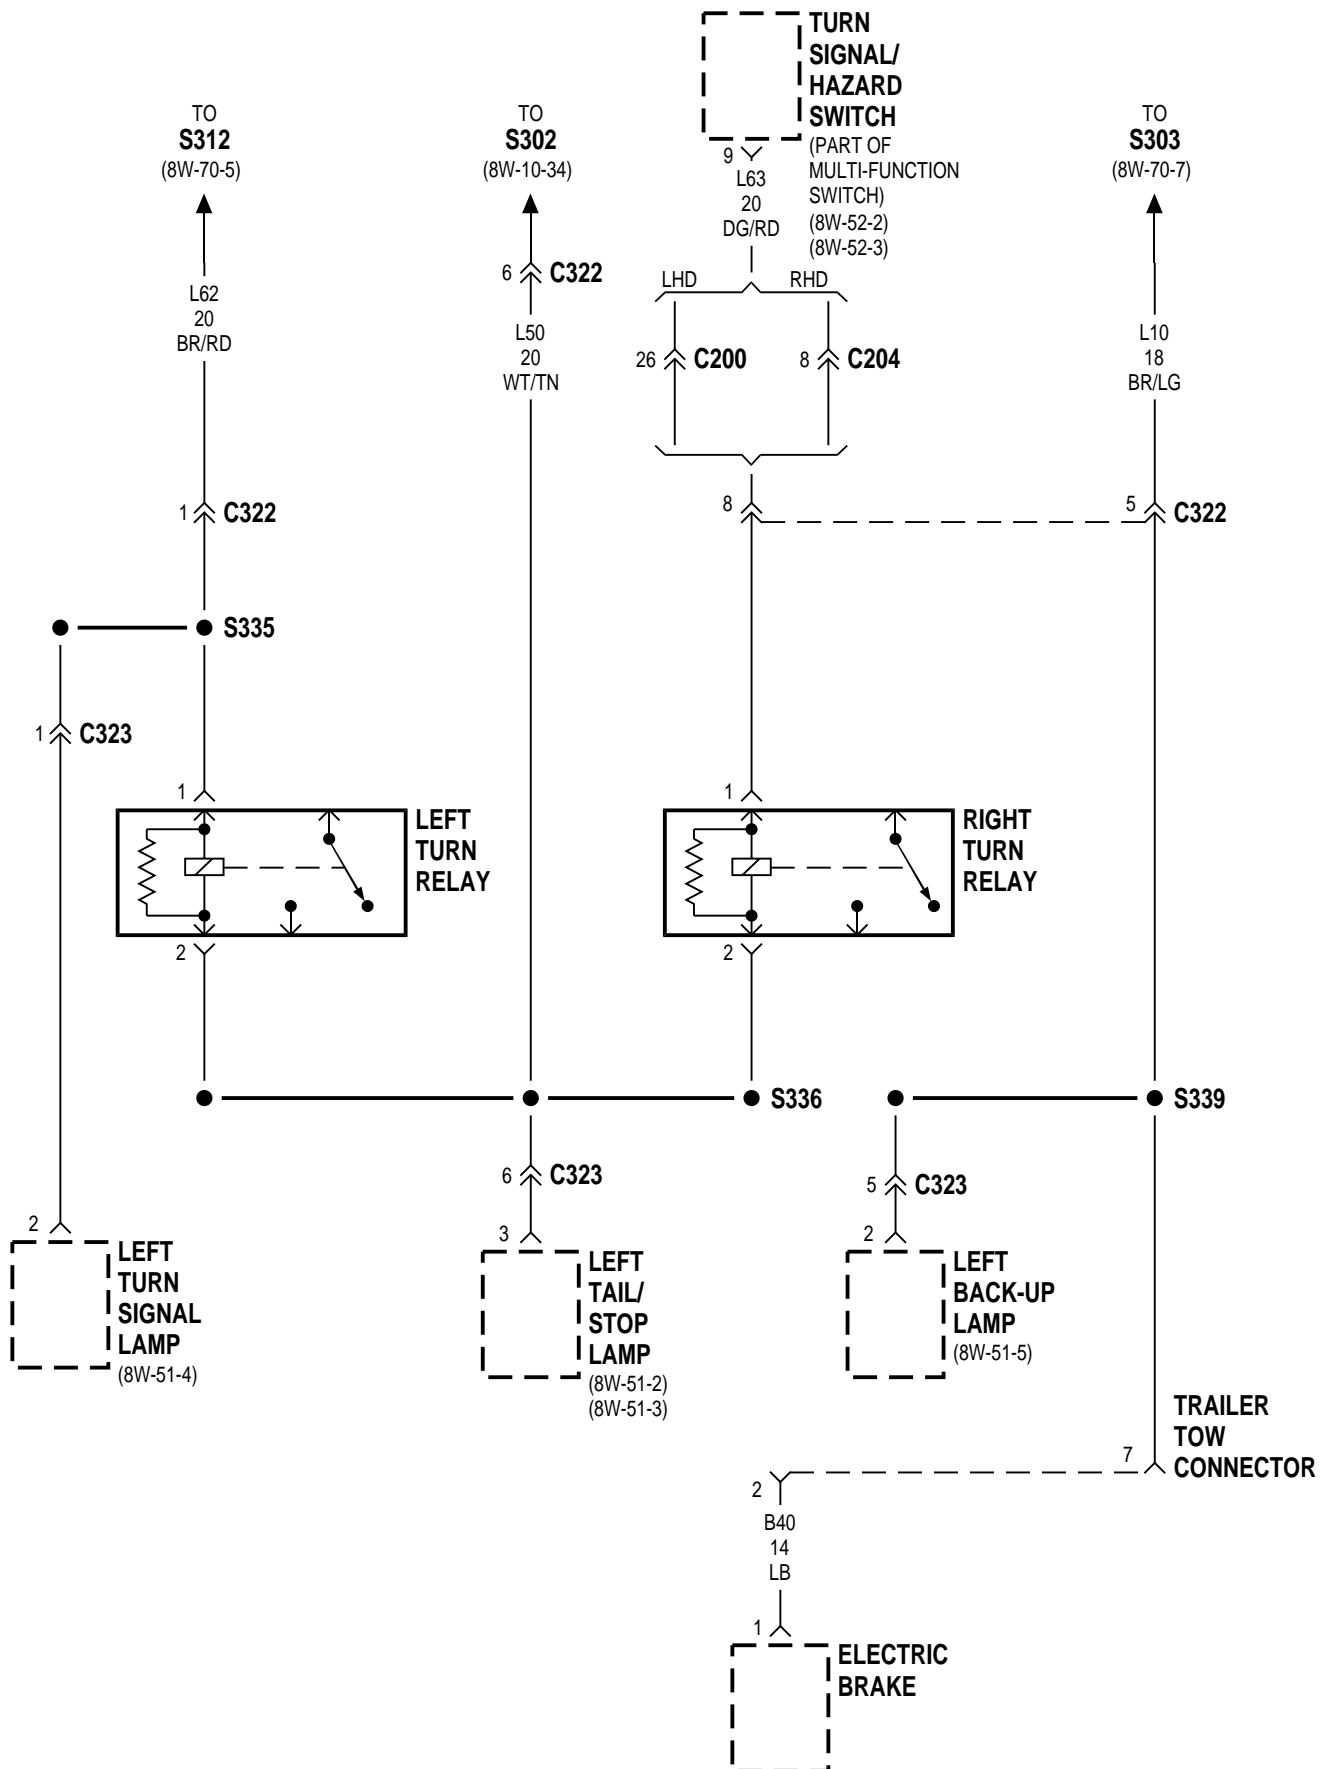 TURN
SIGNAL/
HAZARD
SWITCH
(PART OF
MULTI-FUNCTION
SWITCH)
(8W-52-2)
(8W-52-3)
TO
S312
(8W-70-5)
TO
S302
(8W-10-34)
TO
S303
(8W-70-7)
9
L63
20
DG/RD
6
C322
LHD
RHD
L62
20
BR/RD
L50
20
WT/TN
26
C200
8
C204
L10
18
BR/LG
1
C322
8
5
C322
S335
1
C323
1
LEFT
TURN
RELAY
2
1
RIGHT
TURN
RELAY
2
S336
S339
6
C323
5
C323
2
LEFT
TURN
SIGNAL
LAMP
(8W-51-4)
3
LEFT
TAIL/
STOP
LAMP
(8W-51-2)
(8W-51-3)
2
LEFT
BACK-UP
LAMP
(8W-51-5)
7
TRAILER
TOW
CONNECTOR
2
B40
14
LB
1
ELECTRIC
BRAKE